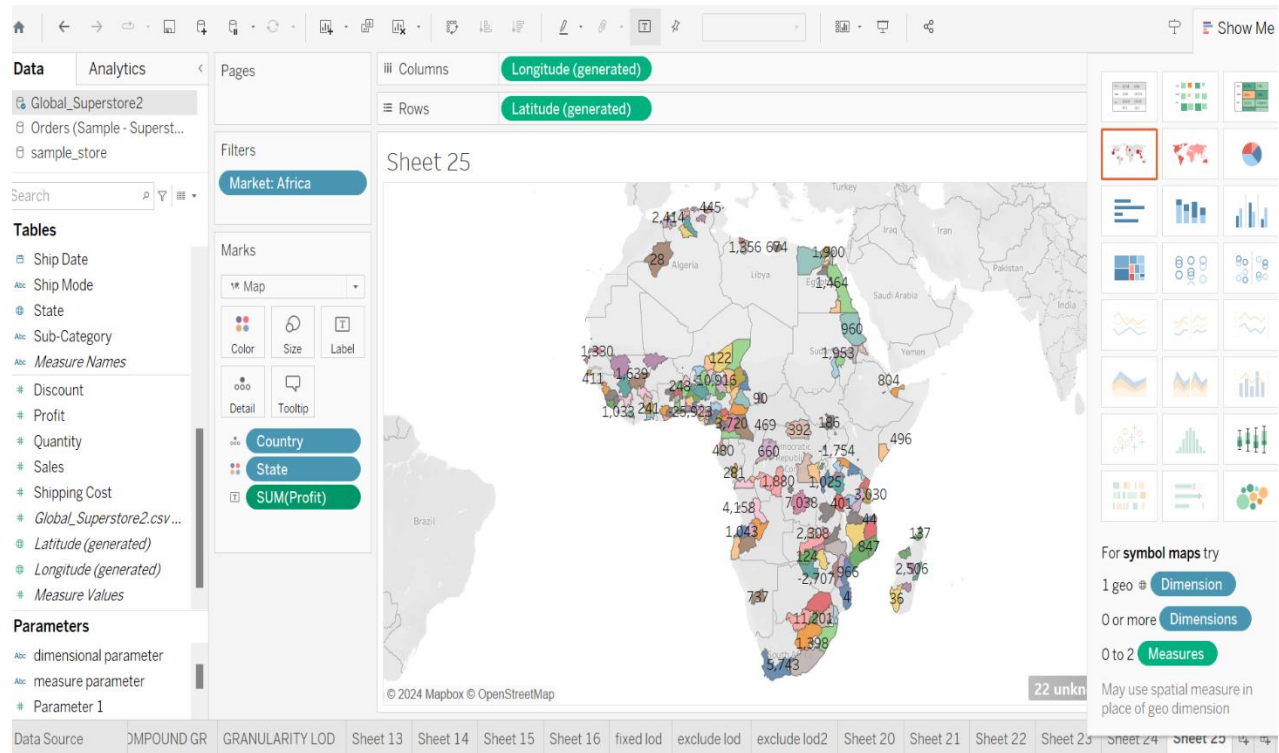 Show Me
Data
Analytics
Global_Superstore2
Orders (Sample - Superst...
sample_store
Search
Tables
Ship Date
Abc Ship Mode
State
Abc Sub-Category
Abc Measure Names
# Discount
# Profit
# Quantity
# Sales
# Shipping Cost
# Global_Superstore2.csv...
Latitude (generated)
Longitude (generated)
# Measure Values
Parameters
Abc dimensional parameter
Abc measure parameter
# Parameter 1
Pages
Filters
Market: Africa
Marks
Map
Color
Size
Label
Detail
Tooltip
Country
State
SUM(Profit)
Columns
Longitude (generated)
Rows
Latitude (generated)
Sheet 25
Turkey
Iraq
Iran
Pakistan
India
Saudi Arabia
Yemen
Algeria
Libya
Brazil
2,414
445
1,356
28
1,900
1,464
960
1,953
1,330
411
1,639
122
248
-10,916
90
804
1,033
241
-25,923
3,720
469
392
186
496
480
660
-1,754
281
1,880
1,025
3,030
4,158
7,038
401
44
1,043
2,308
847
137
124
-2,707
966
2,506
737
4
36
11,201
1,398
5,743
© 2024 Mapbox © OpenStreetMap
For symbol maps try
1 geo Dimension
0 or more Dimensions
0 to 2 Measures
May use spatial measure in
place of geo dimension
Data Source
GRANULARITY LOD
Sheet 13
Sheet 14
Sheet 15
Sheet 16
fixed lod
exclude lod
exclude lod2
Sheet 20
Sheet 21
Sheet 22
Sheet 23
Sheet 24
Sheet 25